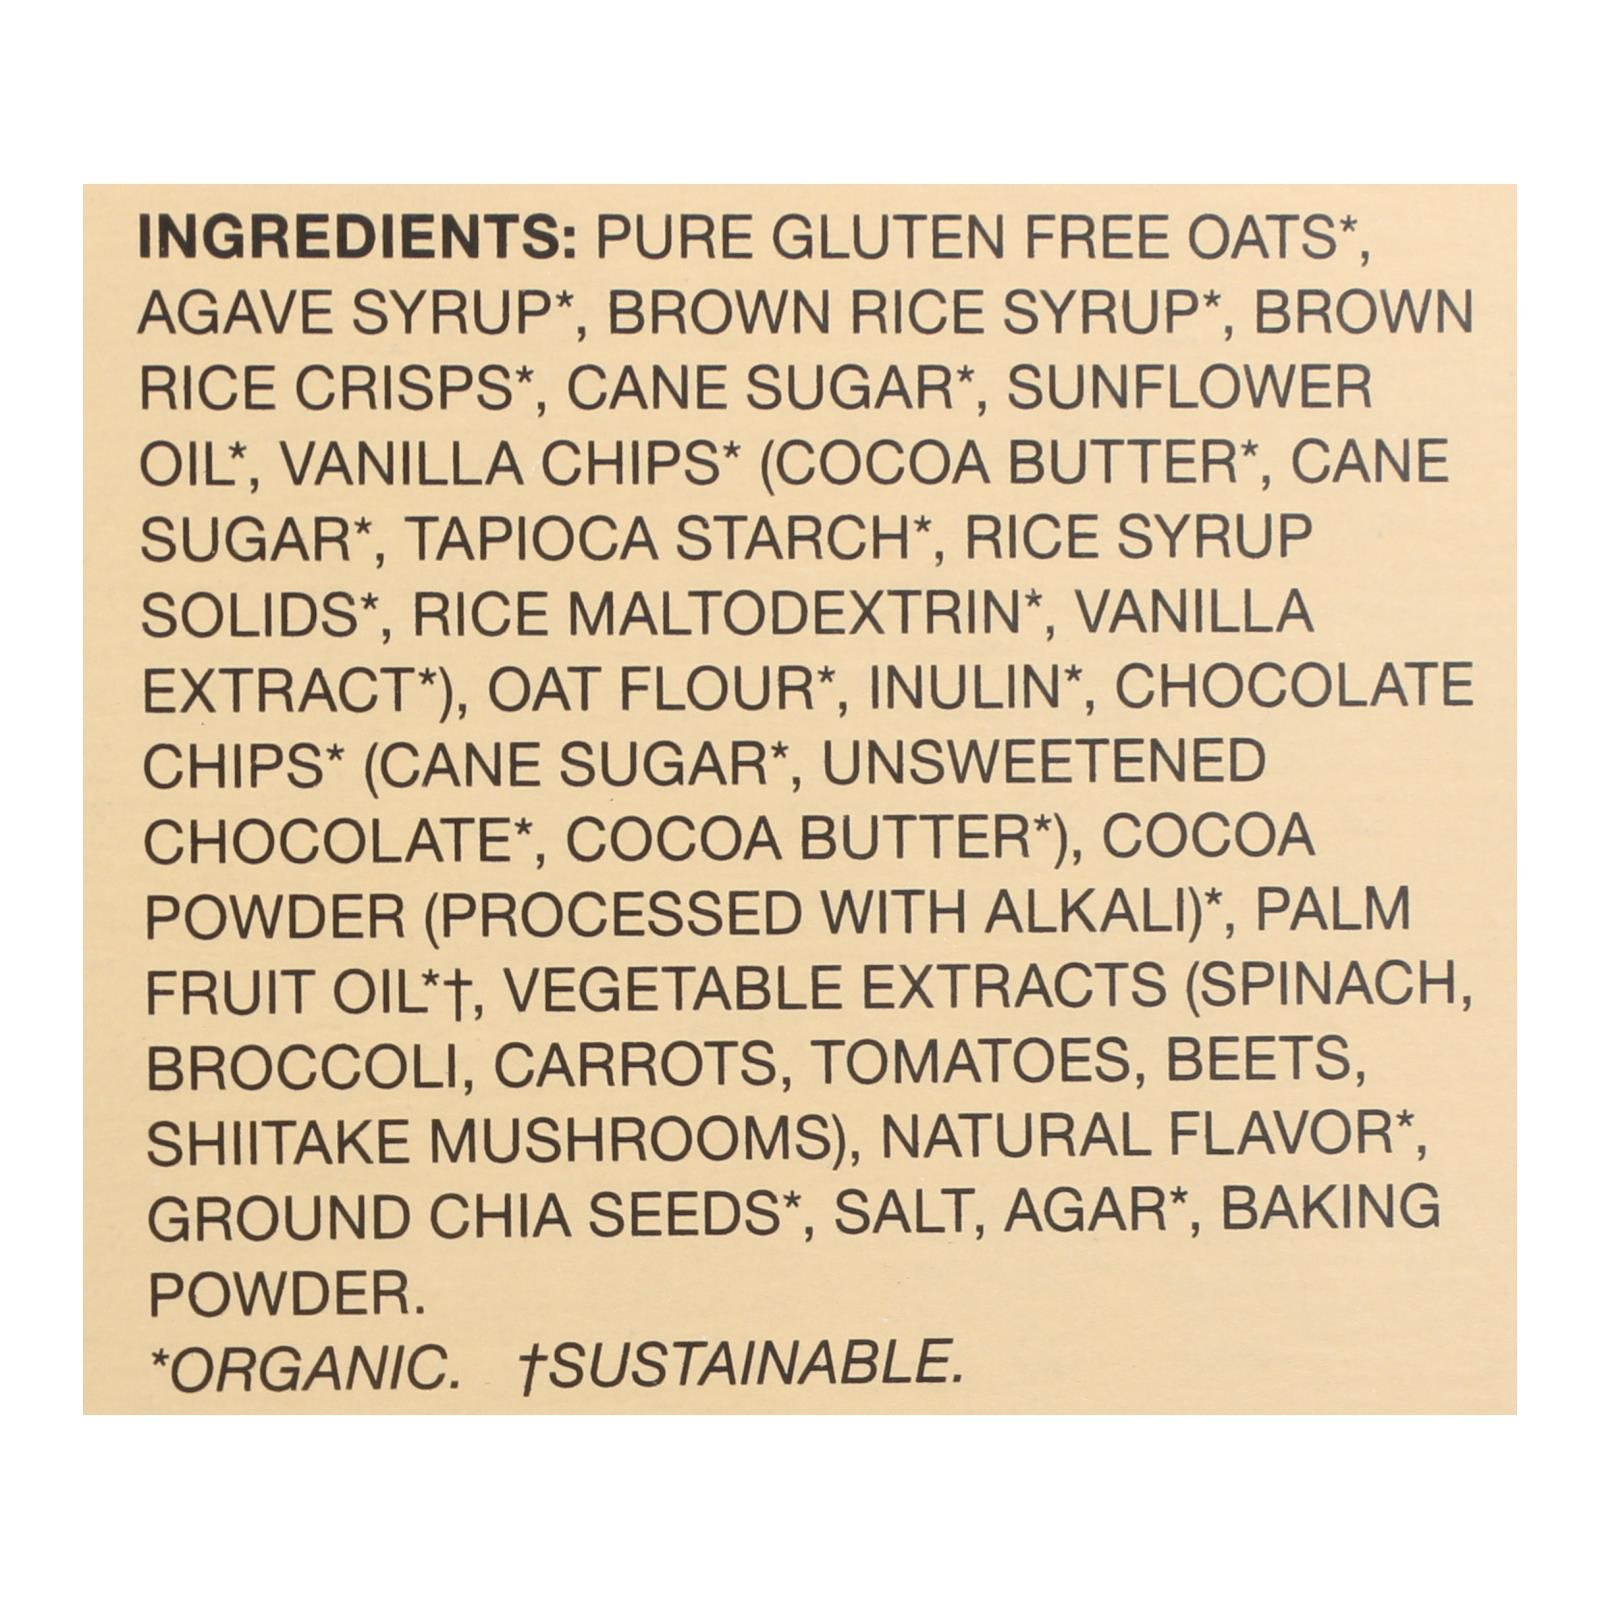 INGREDIENTS: PURE GLUTEN FREE OATS*,
AGAVE SYRUP*, BROWN RICE SYRUP*, BROWN
RICE CRISPS*, CANE SUGAR*, SUNFLOWER
OIL*, VANILLA CHIPS* (COCOA BUTTER*, CANE
SUGAR*, TAPIOCA STARCH*, RICE SYRUP
SOLIDS*, RICE MALTODEXTRIN*, VANILLA
EXTRACT*), OAT FLOUR*, INULIN*, CHOCOLATE
CHIPS* (CANE SUGAR*, UNSWEETENED
CHOCOLATE*, COCOA BUTTER*), COCOA
POWDER (PROCESSED WITH ALKALI)*, PALM
FRUIT OIL*†, VEGETABLE EXTRACTS (SPINACH,
BROCCOLI, CARROTS, TOMATOES, BEETS,
SHIITAKE MUSHROOMS), NATURAL FLAVOR*,
GROUND CHIA SEEDS*, SALT, AGAR*, BAKING
POWDER.
*ORGANIC. †SUSTAINABLE.